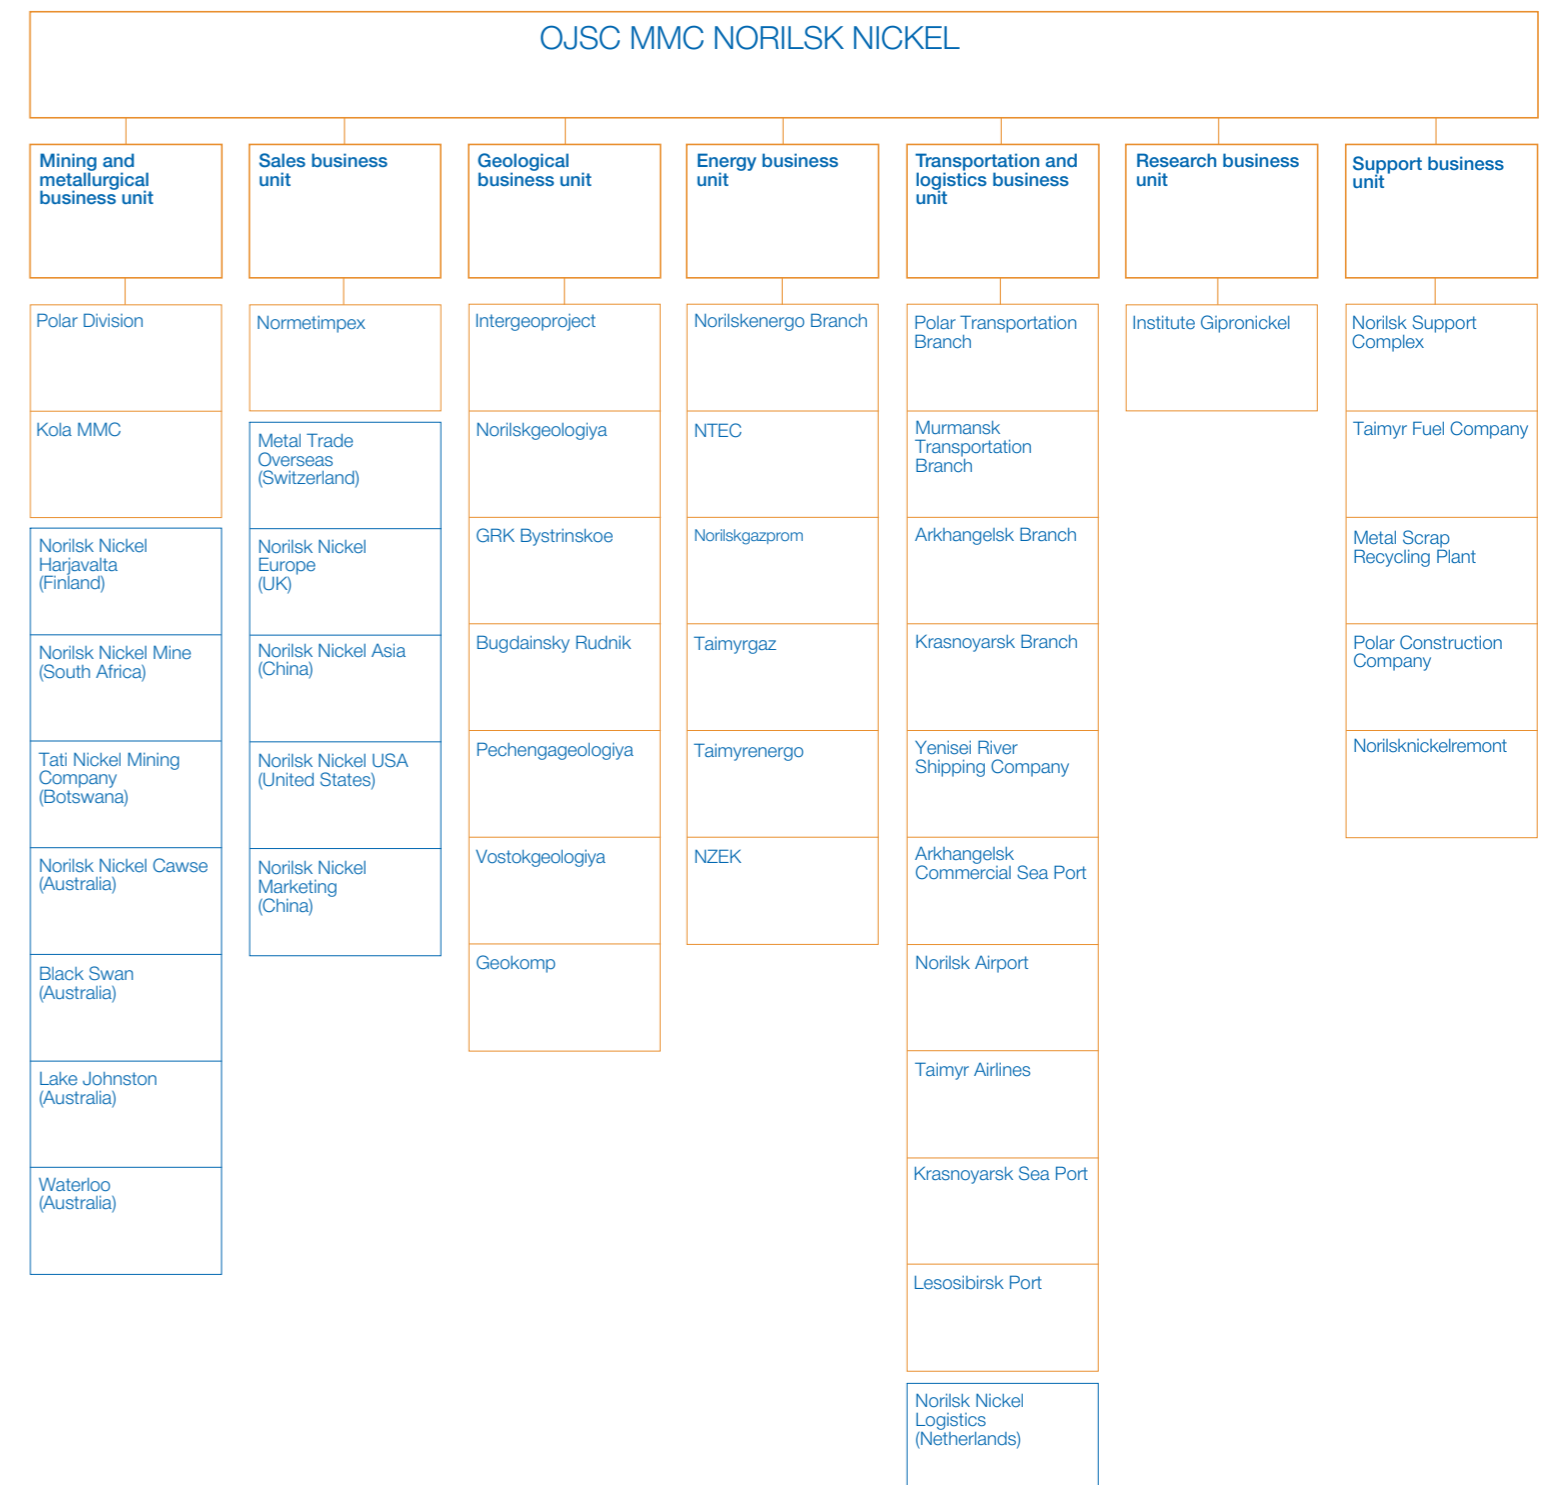 OJSC MMC NORILSK NICKEL
Mining and
metallurgical
business unit
Polar Division
Kola MMC
Norilsk Nickel
Harjavalta
(Finland)
Norilsk Nickel Mine
(South Africa)
Tati Nickel Mining
Company
(Botswana)
Norilsk Nickel Cawse
(Australia)
Black Swan
(Australia)
Lake Johnston
(Australia)
Waterloo
(Australia)
Sales business
unit
Normetimpex
Metal Trade
Overseas
(Switzerland)
Norilsk Nickel
Europe
(UK)
Norilsk Nickel Asia
(China)
Norilsk Nickel USA
(United States)
Norilsk Nickel
Marketing
(China)
Geological
business unit
Intergeoproject
Norilskgeologiya
GRK Bystrinskoe
Bugdainsky Rudnik
Pechengageologiya
Vostokgeologiya
Geokomp
Energy business
unit
Norilskenergo Branch
NTEC
Norilskgazprom
Taimyrgaz
Taimyrenergo
NZEK
Transportation and
logistics business
unit
Polar Transportation
Branch
Murmansk
Transportation
Branch
Arkhangelsk Branch
Krasnoyarsk Branch
Yenisei River
Shipping Company
Arkhangelsk
Commercial Sea Port
Norilsk Airport
Taimyr Airlines
Krasnoyarsk Sea Port
Lesosibirsk Port
Norilsk Nickel
Logistics
(Netherlands)
Research business
unit
Institute Gipronickel
Support business
unit
Norilsk Support
Complex
Taimyr Fuel Company
Metal Scrap
Recycling Plant
Polar Construction
Company
Norilsknickelremont